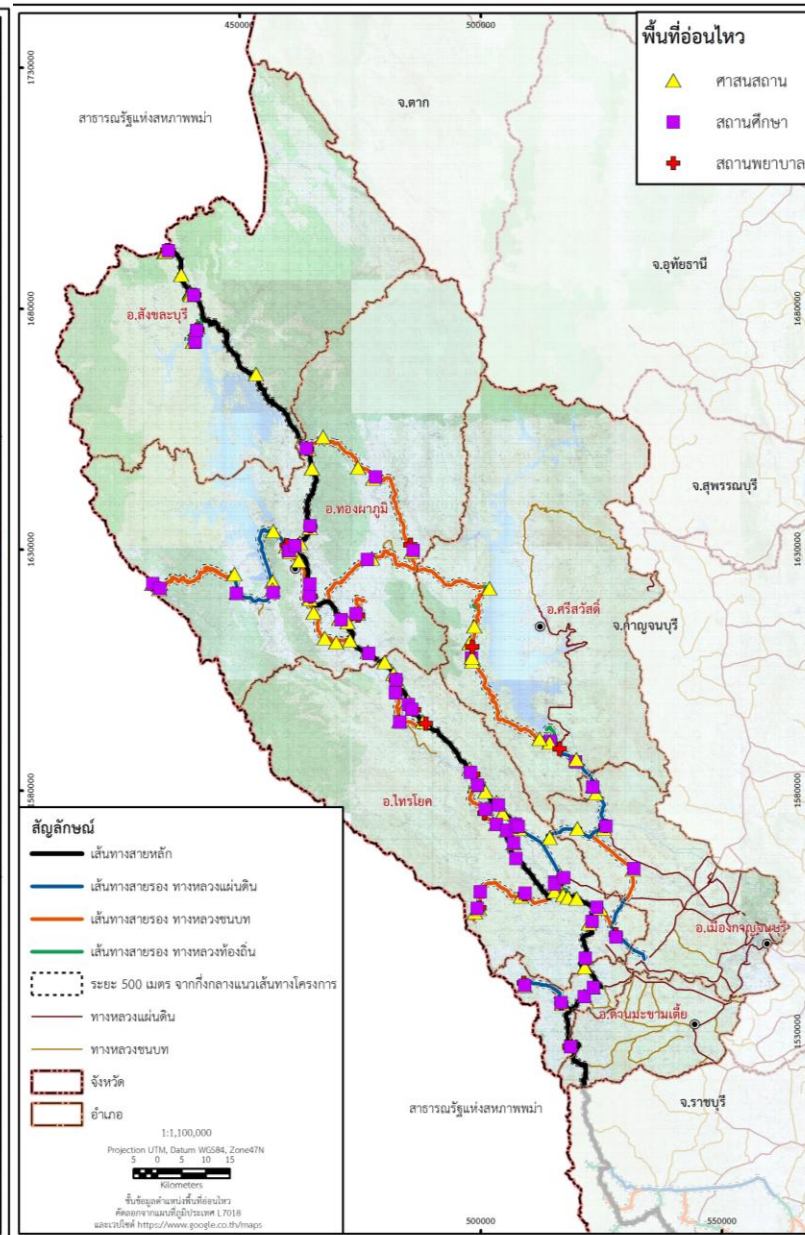 450000
500000
พื้นที่อ่อนไหว
ศาสนสถาน
สถานศึกษา
สถานพยาบาล
1730000
1730000
จ.ตาก
สาธารณรัฐแห่งสหภาพพม่า
จ.อุทัยธานี
1680000
1680000
อ.สังขละบุรี
จ.สุพรรณบุรี
อ.ทองผาภูมิ
1630000
1630000
อ.ศรีสวัสดิ์
จ.กาญจนบุรี
1580000
1580000
อ.ไทรโยค
สัญลักษณ์
เส้นทางสายหลัก
เส้นทางสายรอง ทางหลวงแผ่นดิน
เส้นทางสายรอง ทางหลวงชนบท
เส้นทางสายรอง ทางหลวงท้องถิ่น
ระยะ 500 เมตร จากกึ่งกลางแนวเส้นทางโครงการ
ทางหลวงแผ่นดิน
ทางหลวงชนบท
จังหวัด
อำเภอ
อ.เมืองกาญจนบุรี
อ.ด่านมะขามเตี้ย
1530000
จ.ราชบุรี
สาธารณรัฐแห่งสหภาพพม่า
1:1,100,000
Projection UTM, Datum WGS84, Zone47N
5 0 5 10 15
Kilometers
ชั้นข้อมูลตำแหน่งพื้นที่อ่อนไหว
คัดลอกจากแผนที่ภูมิประเทศ L7018
และเวปไซต์ https://www.google.co.th/maps
500000
550000